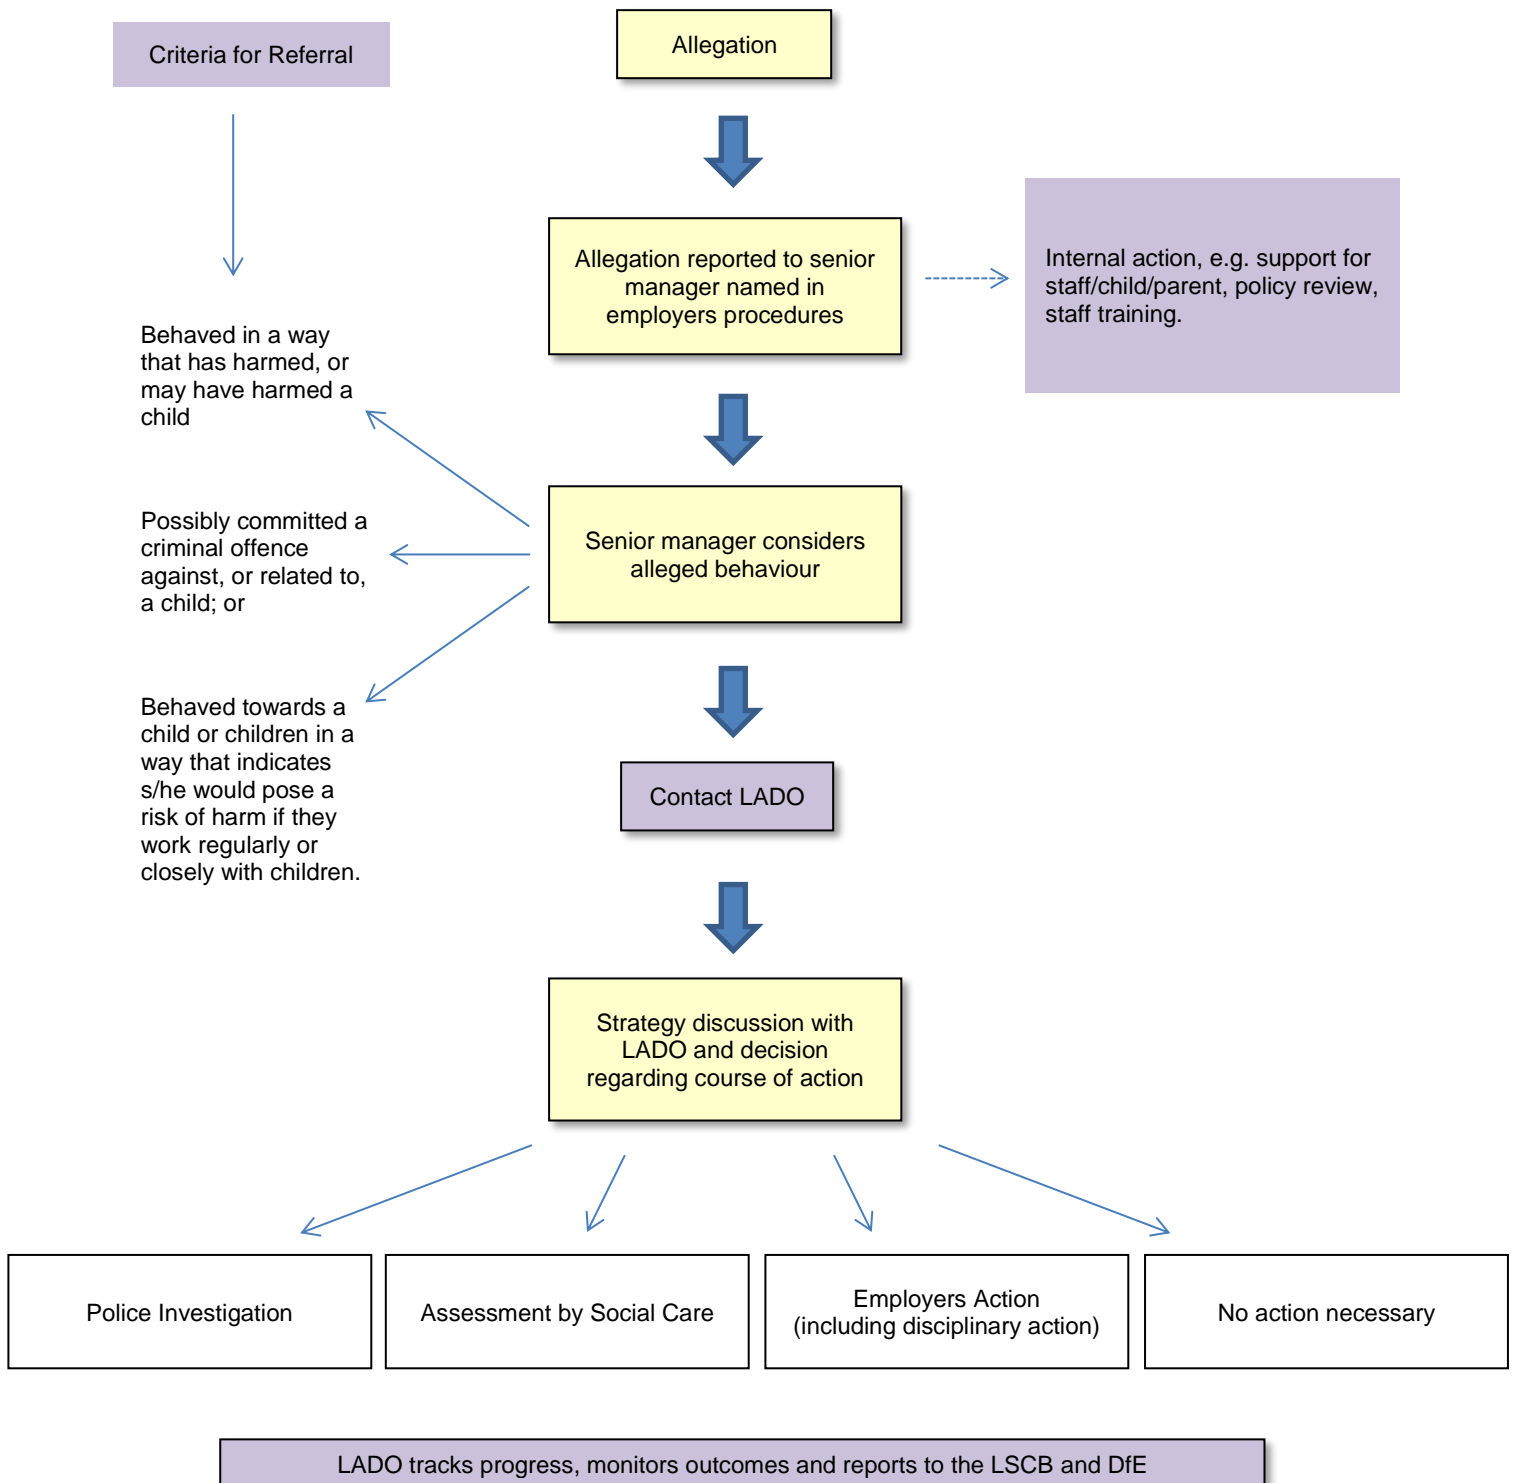 Criteria for Referral
Allegation
Allegation reported to senior
manager named in
employers procedures
Internal action, e.g. support for
staff/child/parent, policy review,
staff training.
Behaved in a way
that has harmed, or
may have harmed a
child
Possibly committed a
criminal offence
against, or related to,
a child; or
Senior manager considers
alleged behaviour
Behaved towards a
child or children in a
way that indicates
s/he would pose a
risk of harm if they
work regularly or
closely with children.
Contact LADO
Strategy discussion with
LADO and decision
regarding course of action
Police Investigation
Assessment by Social Care
Employers Action
(including disciplinary action)
No action necessary
LADO tracks progress, monitors outcomes and reports to the LSCB and DfE